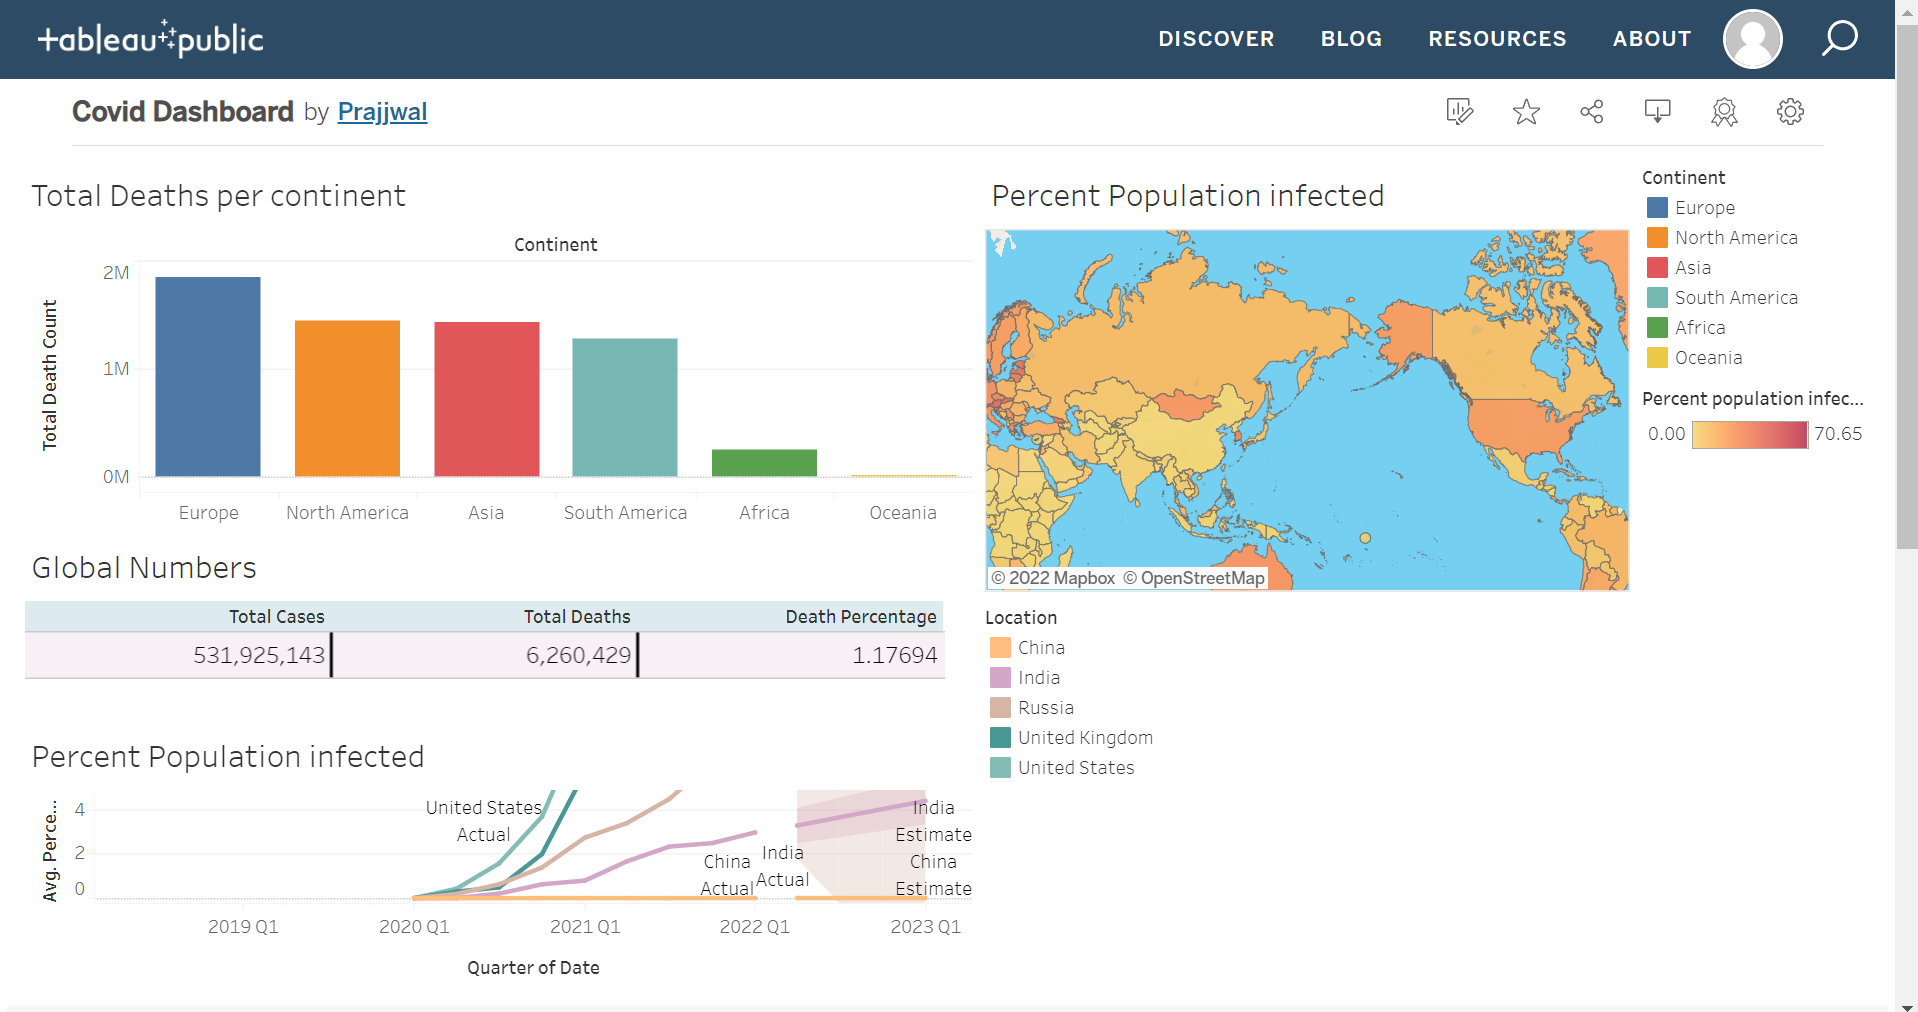 tableau public
DISCOVER BLOG RESOURCES ABOUT
Covid Dashboard by Prajjwal
Total Deaths per continent
Continent
Total Death Count
2M
1M
0M
Europe North America Asia South America Africa Oceania
Percent Population infected
© 2022 Mapbox © OpenStreetMap
Continent
Europe
North America
Asia
South America
Africa
Oceania
Percent population infec...
0.00 70.65
Global Numbers
Total Cases Total Deaths Death Percentage
531,925,143 6,260,429 1.17694
Location
China
India
Russia
United Kingdom
United States
Percent Population infected
Avg. Perce...
4
2
0
United States
Actual
China
Actual
India
Actual
India
Estimate
China
Estimate
2019 Q1 2020 Q1 2021 Q1 2022 Q1 2023 Q1
Quarter of Date